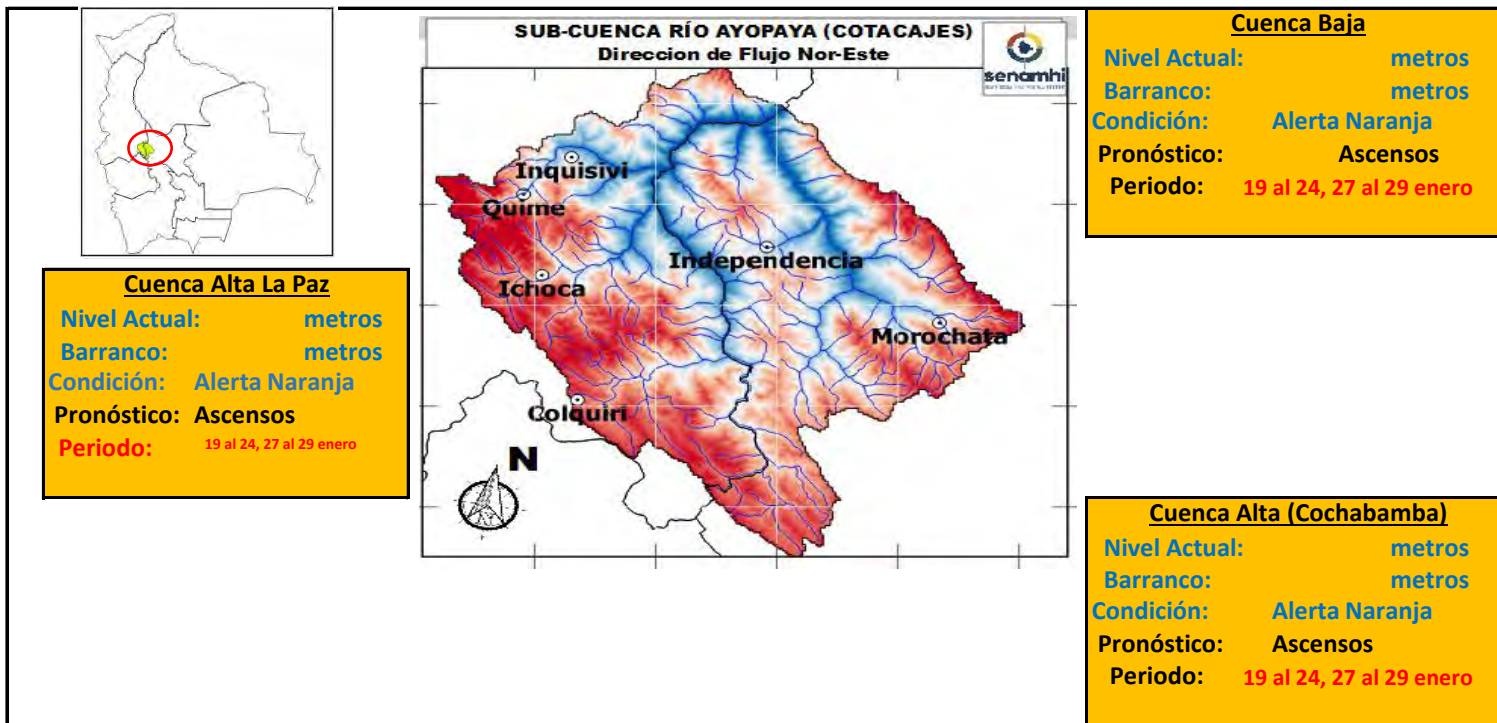 SUB-CUENCA RÍO AYOPAYA (COTACAJES)
Direccion de Flujo Nor-Este
senamhi
Inquisivi
Quime
Independencia
Ichoca
Morochata
Colquiri
N
Cuenca Alta La Paz
Nivel Actual: metros
Barranco: metros
Condición: Alerta Naranja
Pronóstico: Ascensos
Periodo: 19 al 24, 27 al 29 enero
Cuenca Baja
Nivel Actual: metros
Barranco: metros
Condición: Alerta Naranja
Pronóstico: Ascensos
Periodo: 19 al 24, 27 al 29 enero
Cuenca Alta (Cochabamba)
Nivel Actual: metros
Barranco: metros
Condición: Alerta Naranja
Pronóstico: Ascensos
Periodo: 19 al 24, 27 al 29 enero